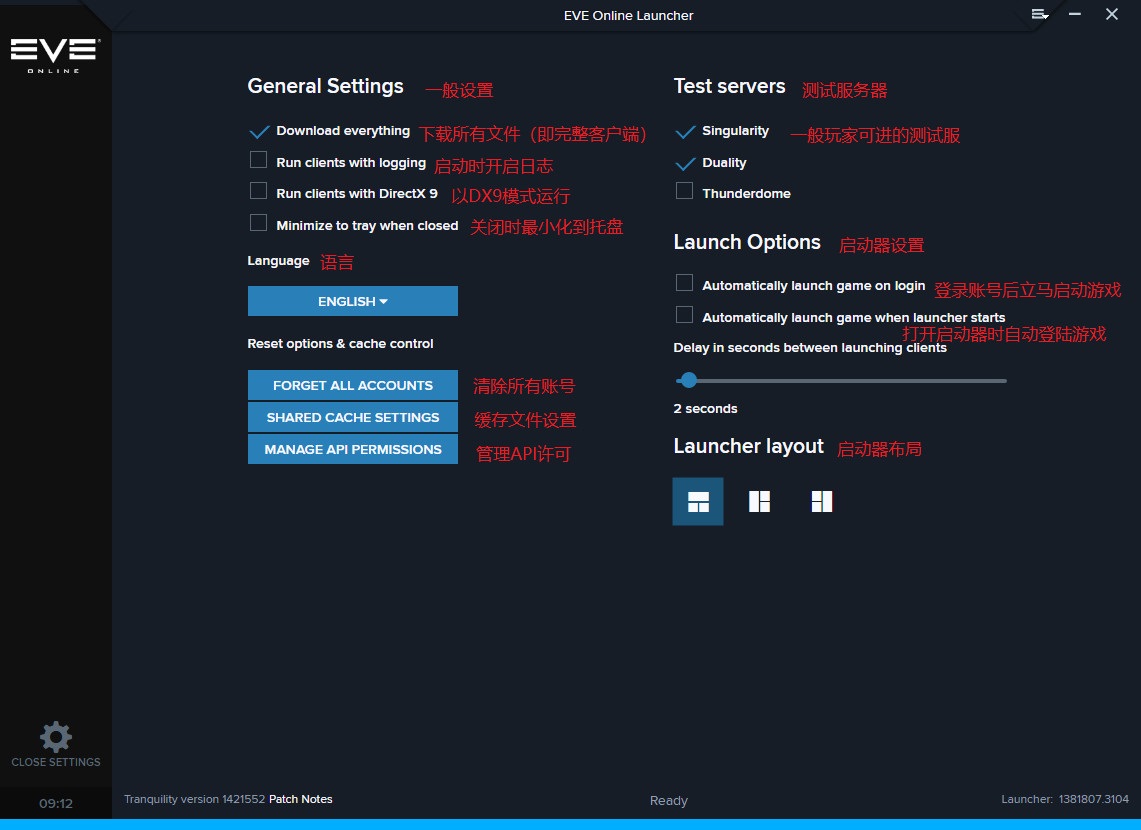 EVE Online Launcher
EVE
ONLINE
General Settings 一般设置
Download everything 下载所有文件（即完整客户端）
Run clients with logging 启动时开启日志
Run clients with DirectX 9 以DX9模式运行
Minimize to tray when closed 关闭时最小化到托盘
Language 语言
ENGLISH
Reset options & cache control
FORGET ALL ACCOUNTS 清除所有账号
SHARED CACHE SETTINGS 缓存文件设置
MANAGE API PERMISSIONS 管理API许可
Test servers 测试服务器
Singularity 一般玩家可进的测试服
Duality
Thunderdome
Launch Options 启动器设置
Automatically launch game on login 登录账号后立马启动游戏
Automatically launch game when launcher starts
打开启动器时自动登陆游戏
Delay in seconds between launching clients
2 seconds
Launcher layout 启动器布局
CLOSE SETTINGS
09:12
Tranquility version 1421552 Patch Notes
Ready
Launcher: 1381807.3104